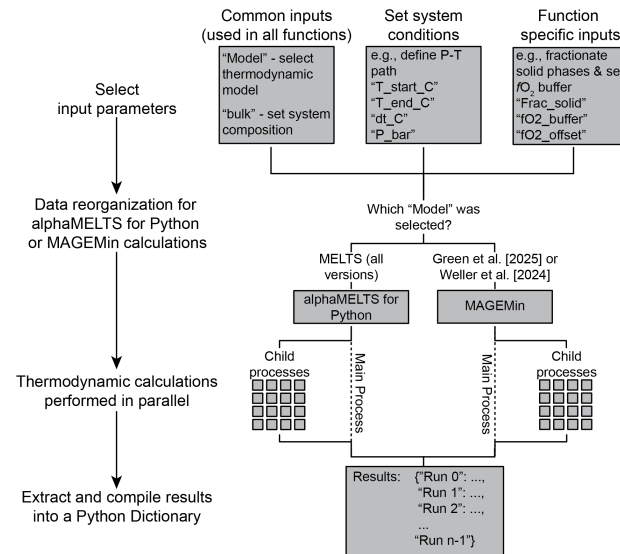 Common inputs
(used in all functions)
Set system
conditions
Function
specific inputs
"Model" - select
thermodynamic
model
"bulk" - set system
composition
e.g., define P-T
path
"T_start_C"
"T_end_C"
"dt_C"
"P_bar"
e.g., fractionate
solid phases & se
fO2 buffer
"Frac_solid"
"fO2_buffer"
"fO2_offset"
Select
input parameters
Data reorganization for
alphaMELTS for Python
or MAGEMin calculations
Which "Model" was
selected?
MELTS (all
versions)
Green et al. [2025] or
Weller et al. [2024]
alphaMELTS for
Python
MAGEMin
Thermodynamic calculations
performed in parallel
Child
processes
Main Process
Main Process
Child
processes
Extract and compile results
into a Python Dictionary
Results: {"Run 0": ...,
"Run 1": ...,
"Run 2": ...,
...
"Run n-1"}